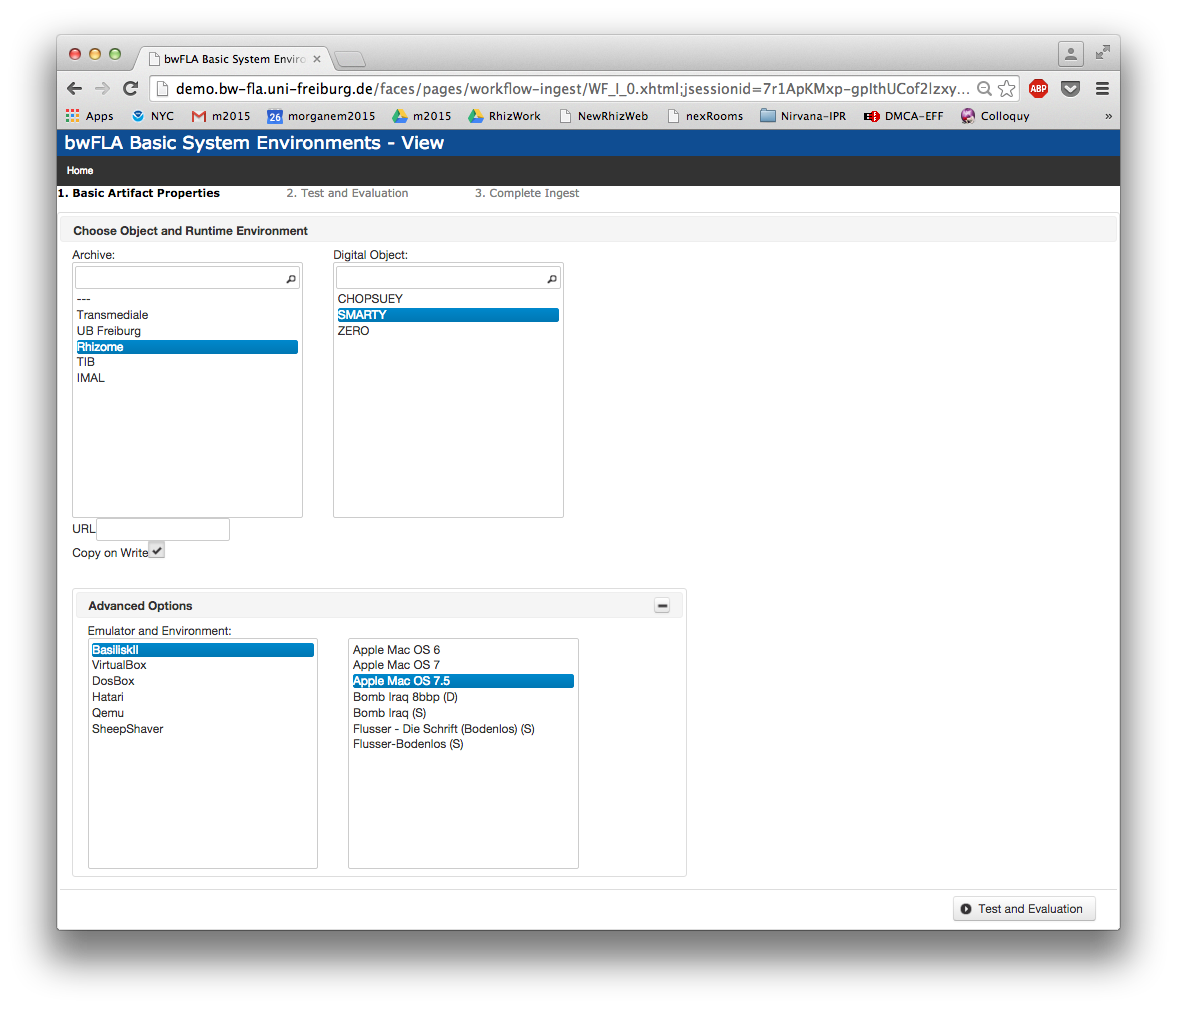 bwFLA Basic System Enviro
demo.bw-fla.uni-freiburg.de/faces/pages/workflow-ingest/WF_I_0.xhtml;jsessionid=7r1ApKMxp-gpIthUCof2Izxy...
ABP
Apps NYC m2015 26 morganem2015 m2015 RhizWork NewRhizWeb nexRooms Nirvana-IPR DMCA-EFF Colloquy »
bwFLA Basic System Environments - View
Home
1. Basic Artifact Properties 2. Test and Evaluation 3. Complete Ingest
Choose Object and Runtime Environment
Archive: Digital Object:
--- CHOPSUEY
Transmediale SMARTY
UB Freiburg ZERO
Rhizome
TIB
IMAL
URL
Copy on Write
Advanced Options
Emulator and Environment:
BasiliskII Apple Mac OS 6
VirtualBox Apple Mac OS 7
DosBox Apple Mac OS 7.5
Hatari Bomb Iraq 8bbp (D)
Qemu Bomb Iraq (S)
SheepShaver Flusser - Die Schrift (Bodenlos) (S)
Flusser-Bodenlos (S)
Test and Evaluation